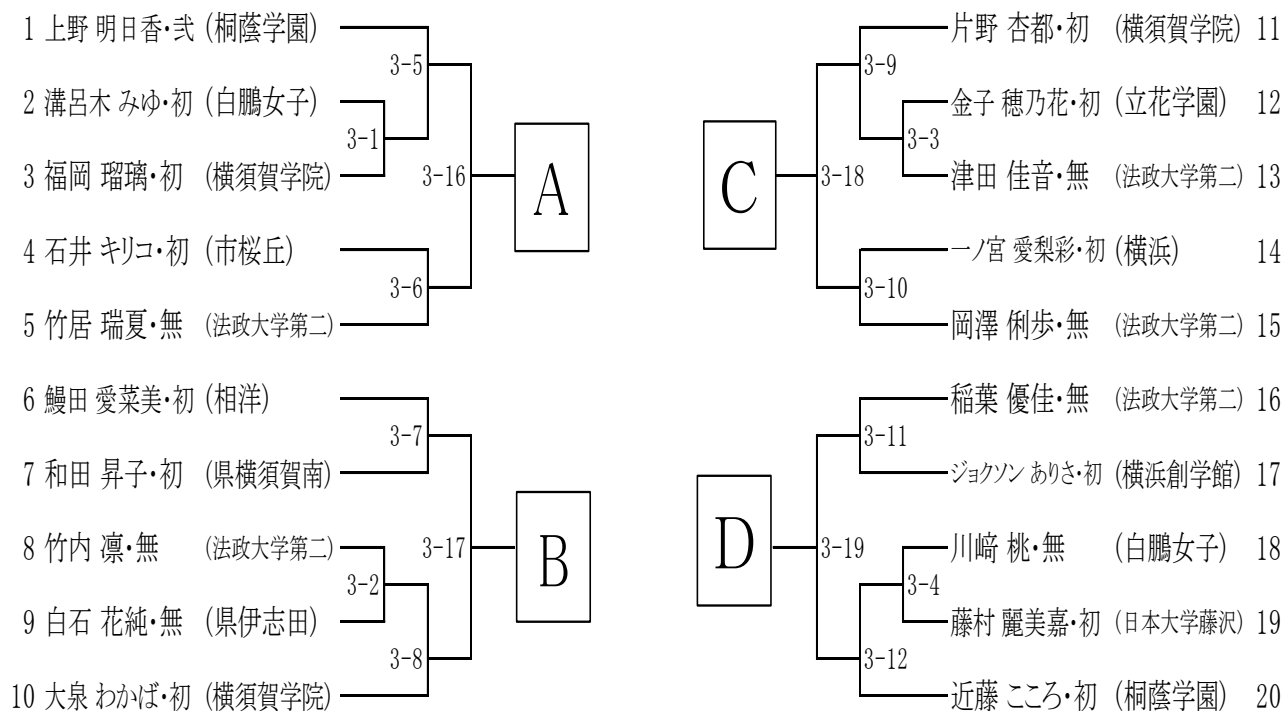 1 上野 明日香・弐 (桐蔭学園)
3-5
2 溝呂木 みゆ・初 (白鵬女子)
3-1
3 福岡 瑠璃・初 (横須賀学院)
3-16
A
4 石井 キリコ・初 (市桜丘)
3-6
5 竹居 瑞夏・無 (法政大学第二)
6 鰻田 愛菜美・初 (相洋)
3-7
7 和田 昇子・初 (県横須賀南)
8 竹内 凛・無 (法政大学第二)
3-17
B
3-2
9 白石 花純・無 (県伊志田)
3-8
10 大泉 わかば・初 (横須賀学院)
片野 杏都・初 (横須賀学院) 11
3-9
金子 穂乃花・初 (立花学園) 12
3-3
C
3-18
津田 佳音・無 (法政大学第二) 13
一ノ宮 愛梨彩・初 (横浜) 14
3-10
岡澤 俐歩・無 (法政大学第二) 15
稲葉 優佳・無 (法政大学第二) 16
3-11
ジョクソン ありさ・初 (横浜創学館) 17
D
3-19
川﨑 桃・無 (白鵬女子) 18
3-4
藤村 麗美嘉・初 (日本大学藤沢) 19
3-12
近藤 こころ・初 (桐蔭学園) 20